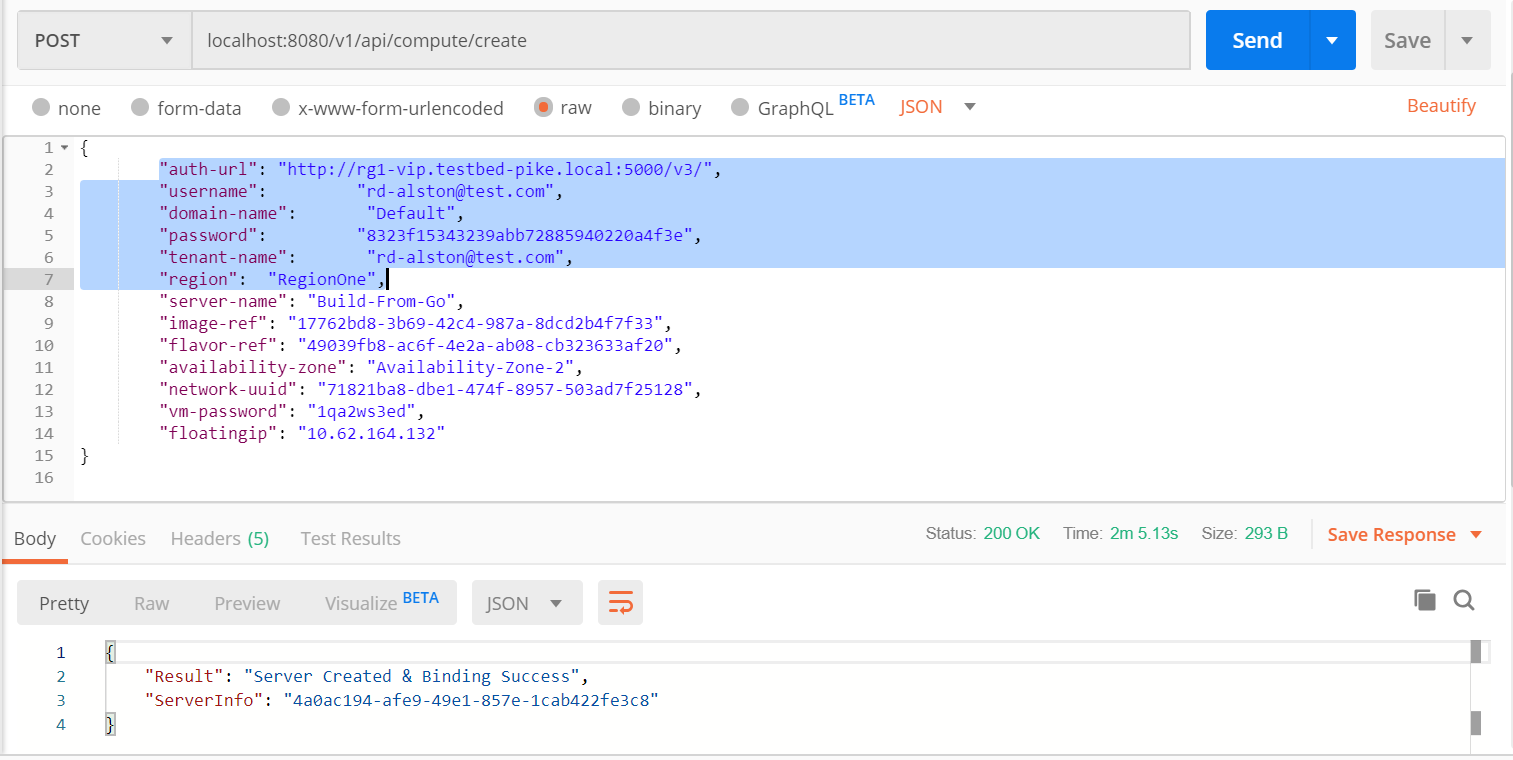 POST localhost:8080/v1/api/compute/create Send Save
none form-data x-www-form-urlencoded raw binary GraphQL BETA JSON Beautify
1 {
2 "auth-url": "http://rg1-vip.testbed-pike.local:5000/v3/",
3 "username": "rd-alston@test.com",
4 "domain-name": "Default",
5 "password": "8323f15343239abb72885940220a4f3e",
6 "tenant-name": "rd-alston@test.com",
7 "region": "RegionOne",
8 "server-name": "Build-From-Go",
9 "image-ref": "17762bd8-3b69-42c4-987a-8dcd2b4f7f33",
10 "flavor-ref": "49039fb8-ac6f-4e2a-ab08-cb323633af20",
11 "availability-zone": "Availability-Zone-2",
12 "network-uuid": "71821ba8-dbe1-474f-8957-503ad7f25128",
13 "vm-password": "1qa2ws3ed",
14 "floatingip": "10.62.164.132"
15 }
16
Body Cookies Headers (5) Test Results Status: 200 OK Time: 2m 5.13s Size: 293 B Save Response
Pretty Raw Preview Visualize BETA JSON
1 {
2 "Result": "Server Created & Binding Success",
3 "ServerInfo": "4a0ac194-afe9-49e1-857e-1cab422fe3c8"
4 }